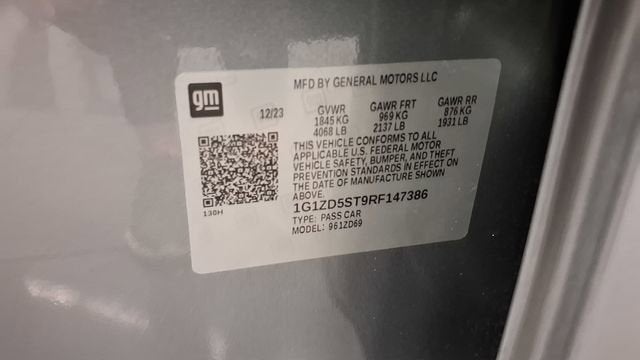 gm
MFD BY GENERAL MOTORS LLC
12/23 GVWR GAWR FRT GAWR RR
1845 KG 969 KG 876 KG
4068 LB 2137 LB 1931 LB
THIS VEHICLE CONFORMS TO ALL
APPLICABLE U.S. FEDERAL MOTOR
VEHICLE SAFETY, BUMPER, AND THEFT
PREVENTION STANDARDS IN EFFECT ON
THE DATE OF MANUFACTURE SHOWN
ABOVE.
1G1ZD5ST9RF147386
130H
TYPE: PASS CAR
MODEL: 961ZD69